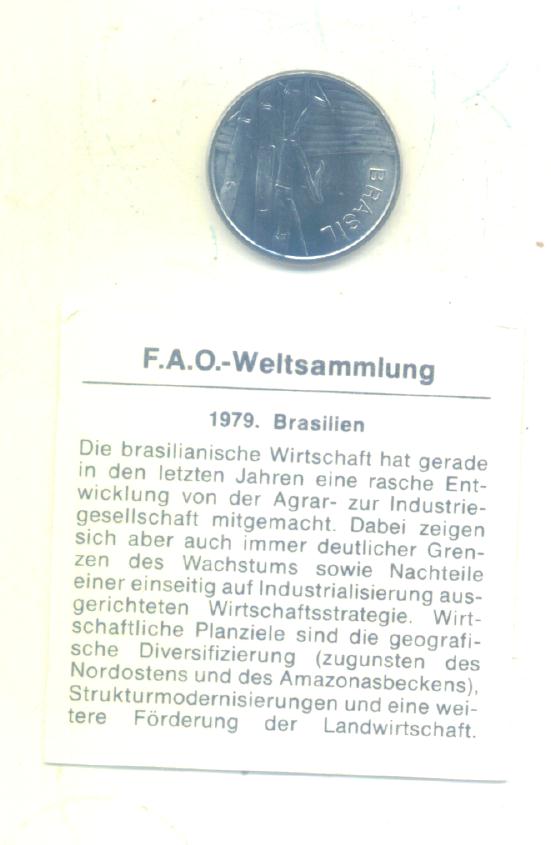 BRASIL
F.A.O.-Weltsammlung
1979. Brasilien
Die brasilianische Wirtschaft hat gerade
in den letzten Jahren eine rasche Ent-
wicklung von der Agrar- zur Industrie-
gesellschaft mitgemacht. Dabei zeigen
sich aber auch immer deutlicher Gren-
zen des Wachstums sowie Nachteile
einer einseitig auf Industrialisierung aus-
gerichteten Wirtschaftsstrategie. Wirt-
schaftliche Planziele sind die geografi-
sche Diversifizierung (zugunsten des
Nordostens und des Amazonasbeckens),
Strukturmodernisierungen und eine wei-
tere Förderung der Landwirtschaft.